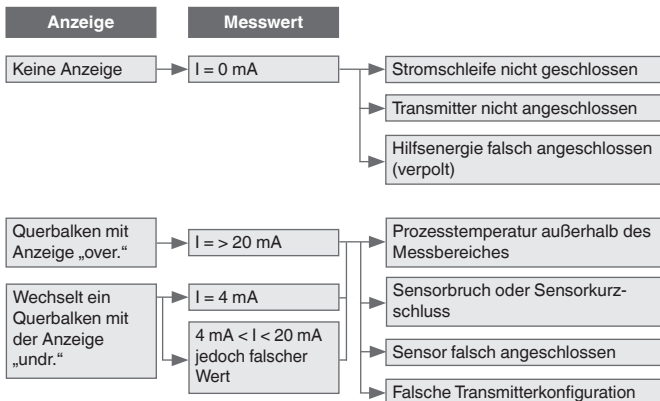 Anzeige
Messwert
Keine Anzeige
I = 0 mA
Stromschleife nicht geschlossen
Transmitter nicht angeschlossen
Hilfsenergie falsch angeschlossen
(verpolt)
Querbalken mit
Anzeige „over.“
I = > 20 mA
Prozesstemperatur außerhalb des
Messbereiches
Wechselt ein
Querbalken mit
der Anzeige
„undr.“
I = 4 mA
4 mA < I < 20 mA
jedoch falscher
Wert
Sensorbruch oder Sensorkurz-
schluss
Sensor falsch angeschlossen
Falsche Transmitterkonfiguration